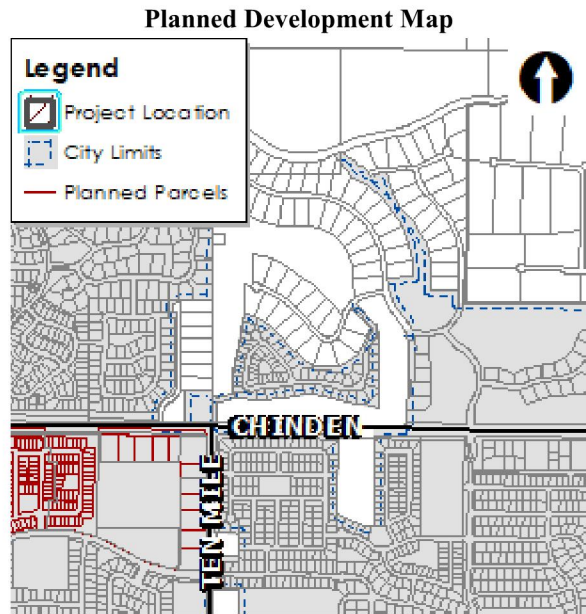 Planned Development Map
Legend
Project Location
City Limits
Planned Parcels
CHINDEN
TEN MILE